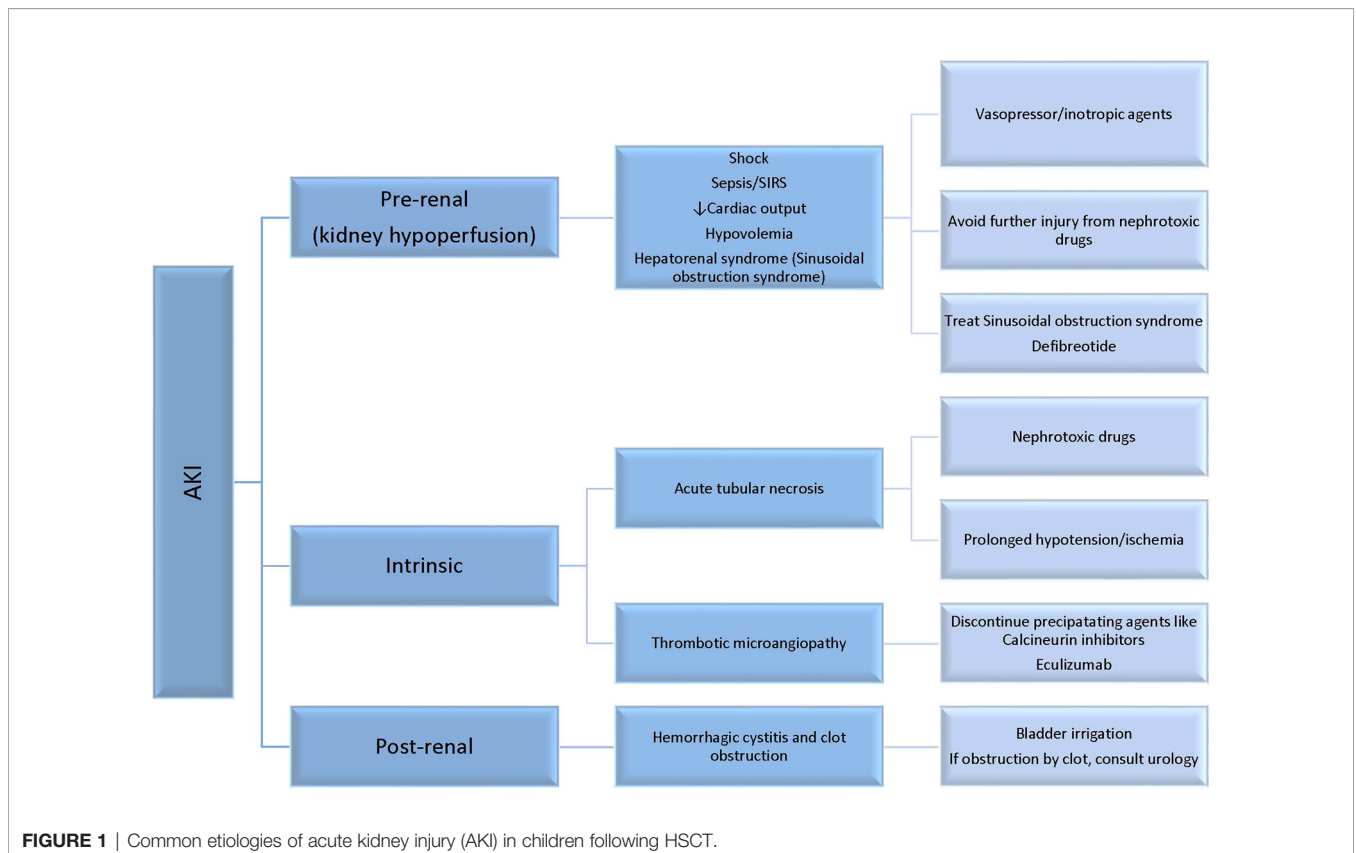 AKI
Pre-renal
(kidney hypoperfusion)
Shock
Sepsis/SIRS
↓Cardiac output
Hypovolemia
Hepatorenal syndrome (Sinusoidal
obstruction syndrome)
Vasopressor/inotropic agents
Avoid further injury from nephrotoxic
drugs
Treat Sinusoidal obstruction syndrome
Defibreotide
Intrinsic
Acute tubular necrosis
Nephrotoxic drugs
Prolonged hypotension/ischemia
Thrombotic microangiopathy
Discontinue precipatating agents like
Calcineurin inhibitors
Eculizumab
Post-renal
Hemorrhagic cystitis and clot
obstruction
Bladder irrigation
If obstruction by clot, consult urology
FIGURE 1 | Common etiologies of acute kidney injury (AKI) in children following HSCT.